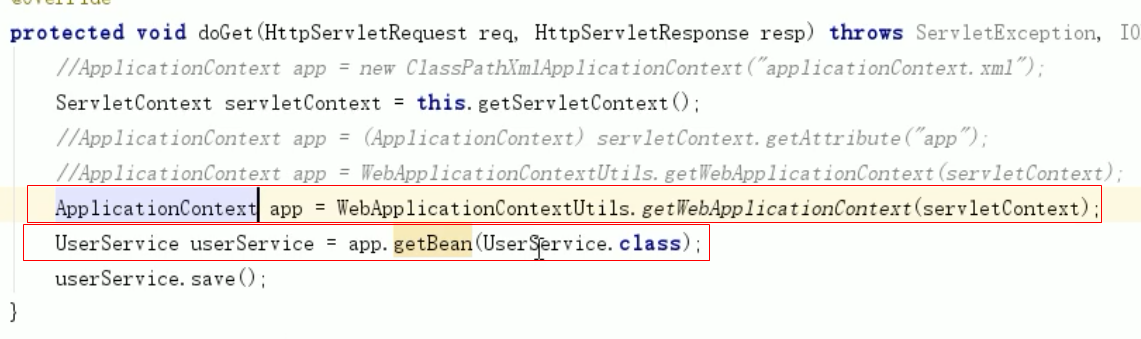 @Override
protected void doGet(HttpServletRequest req, HttpServletResponse resp) throws ServletException, IO
//ApplicationContext app = new ClassPathXmlApplicationContext("applicationContext.xml");
ServletContext servletContext = this.getServletContext();
//ApplicationContext app = (ApplicationContext) servletContext.getAttribute("app");
//ApplicationContext app = WebApplicationContextUtils.getWebApplicationContext(servletContext);
ApplicationContext app = WebApplicationContextUtils.getWebApplicationContext(servletContext);
UserService userService = app.getBean(UserService.class);
userService.save();
}